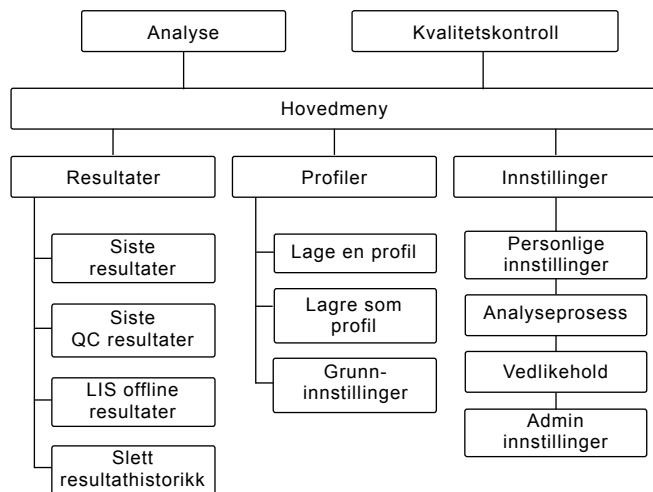 Analyse
Kvalitetskontroll
Hovedmeny
Resultater
Profiler
Innstillinger
Siste
resultater
Siste
QC resultater
LIS offline
resultater
Slett
resultathistorikk
Lage en profil
Lagre som
profil
Grunn-
innstillinger
Personlige
innstillinger
Analyseprosess
Vedlikehold
Admin
innstillinger